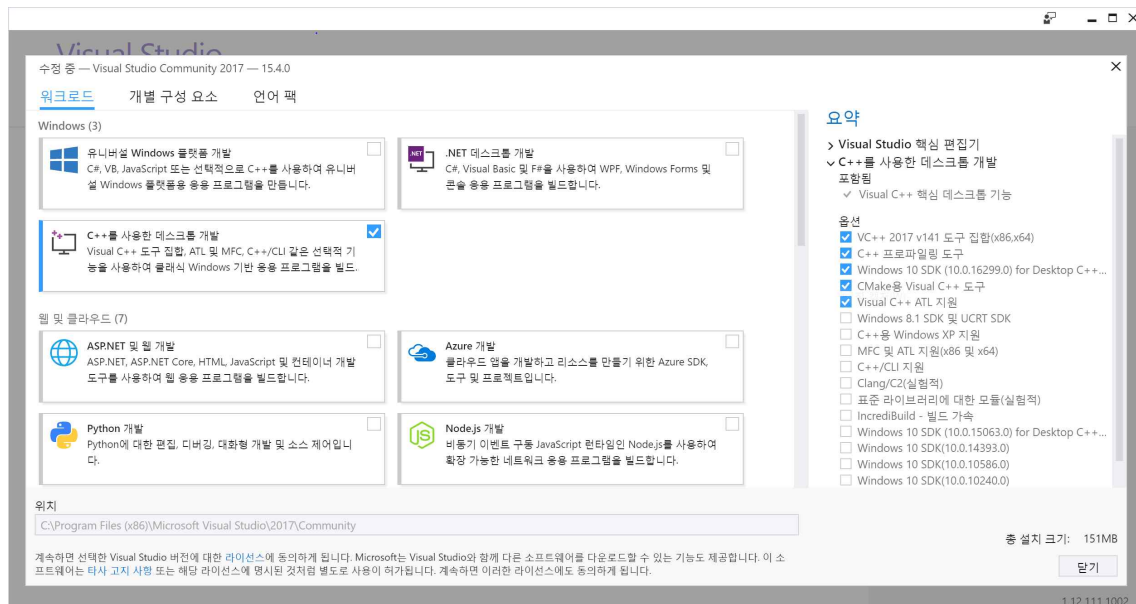 Visual Studio
수정 중 — Visual Studio Community 2017 — 15.4.0
워크로드
개별 구성 요소
언어 팩
Windows (3)
유니버설 Windows 플랫폼 개발
C#, VB, JavaScript 또는 선택적으로 C++를 사용하여 유니버
설 Windows 플랫폼용 응용 프로그램을 만듭니다.
.NET
.NET 데스크톱 개발
C#, Visual Basic 및 F#을 사용하여 WPF, Windows Forms 및
콘솔 응용 프로그램을 빌드합니다.
C++를 사용한 데스크톱 개발
Visual C++ 도구 집합, ATL 및 MFC, C++/CLI 같은 선택적 기
능을 사용하여 클래식 Windows 기반 응용 프로그램을 빌드.
웹 및 클라우드 (7)
ASP.NET 및 웹 개발
ASP.NET, ASP.NET Core, HTML, JavaScript 및 컨테이너 개발
도구를 사용하여 웹 응용 프로그램을 빌드합니다.
Azure 개발
클라우드 앱을 개발하고 리소스를 만들기 위한 Azure SDK,
도구 및 프로젝트입니다.
Python 개발
Python에 대한 편집, 디버깅, 대화형 개발 및 소스 제어입니
다.
JS
Node.js 개발
비동기 이벤트 구동 JavaScript 런타임인 Node.js를 사용하여
확장 가능한 네트워크 응용 프로그램을 빌드합니다.
요약
Visual Studio 핵심 편집기
C++를 사용한 데스크톱 개발
포함됨
Visual C++ 핵심 데스크톱 기능
옵션
VC++ 2017 v141 도구 집합(x86,x64)
C++ 프로파일링 도구
Windows 10 SDK (10.0.16299.0) for Desktop C++...
CMake용 Visual C++ 도구
Visual C++ ATL 지원
Windows 8.1 SDK 및 UCRT SDK
C++용 Windows XP 지원
MFC 및 ATL 지원(x86 및 x64)
C++/CLI 지원
Clang/C2(실험적)
표준 라이브러리에 대한 모듈(실험적)
IncrediBuild - 빌드 가속
Windows 10 SDK (10.0.15063.0) for Desktop C++...
Windows 10 SDK(10.0.14393.0)
Windows 10 SDK(10.0.10586.0)
Windows 10 SDK(10.0.10240.0)
위치
C:\Program Files (x86)\Microsoft Visual Studio\2017\Community
계속하면 선택한 Visual Studio 버전에 대한 라이선스에 동의하게 됩니다. Microsoft는 Visual Studio와 함께 다른 소프트웨어를 다운로드할 수 있는 기능도 제공합니다. 이 소
프트웨어는 타사 고지 사항 또는 해당 라이선스에 명시된 것처럼 별도로 사용이 허가됩니다. 계속하면 이러한 라이선스에도 동의하게 됩니다.
총 설치 크기: 151MB
닫기
1.12.111.1002